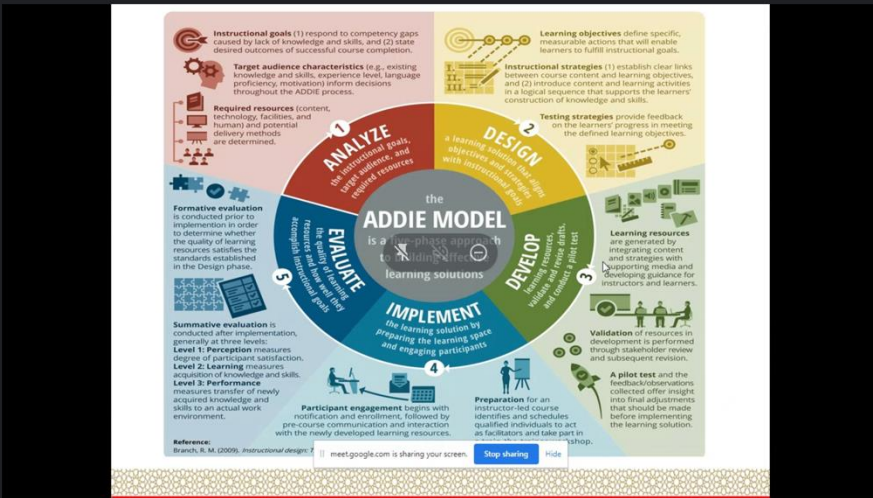 Instructional goals (1) respond to competency gaps
caused by lack of knowledge and skills, and (2) state
desired outcomes of successful course completion.
Target audience characteristics (e.g., existing
knowledge and skills, experience level, language
proficiency, motivation) inform decisions
throughout the ADDIE process.
Required resources (content,
technology, facilities, and
human) and potential
delivery methods
are determined.
Learning objectives define specific,
measurable actions that will enable
learners to fulfill instructional goals.
Instructional strategies (1) establish clear links
between course content and learning objectives,
and (2) introduce content and learning activities
in a logical sequence that supports the learners'
construction of knowledge and skills.
Testing strategies provide feedback
on the learners' progress in meeting
the defined learning objectives.
1
ANALYZE
the instructional goals,
target audience, and
required resources
2
DESIGN
a learning solution that aligns
objectives and strategies
with instructional goals
the
ADDIE MODEL
is a five-phase approach
to building effective
learning solutions
3
DEVELOP
learning resources,
validate and revise drafts,
and conduct a pilot test
4
IMPLEMENT
the learning solution by
preparing the learning space
and engaging participants
5
EVALUATE
the quality of learning
resources and how well they
accomplish instructional goals
Formative evaluation
is conducted prior to
implemention in order
to determine whether
the quality of learning
resources satisfies the
standards established
in the Design phase.
Summative evaluation is
conducted after implementation,
generally at three levels:
Level 1: Perception measures
degree of participant satisfaction.
Level 2: Learning measures
acquisition of knowledge and skills.
Level 3: Performance
measures transfer of newly
acquired knowledge and
skills to an actual work
environment.
Learning resources
are generated by
integrating content
and strategies with
supporting media and
developing guidance for
instructors and learners.
Validation of resources in
development is performed
through stakeholder review
and subsequent revision.
A pilot test and the
feedback/observations
collected offer insight
into final adjustments
that should be made
before implementing
the learning solution.
Participant engagement begins with
notification and enrollment, followed by
pre-course communication and interaction
with the newly developed learning resources.
Preparation for an
instructor-led course
identifies and schedules
qualified individuals to act
as facilitators and take part in
Reference:
Branch, R. M. (2009). Instructional design:
meet.google.com is sharing your screen.
Stop sharing
Hide